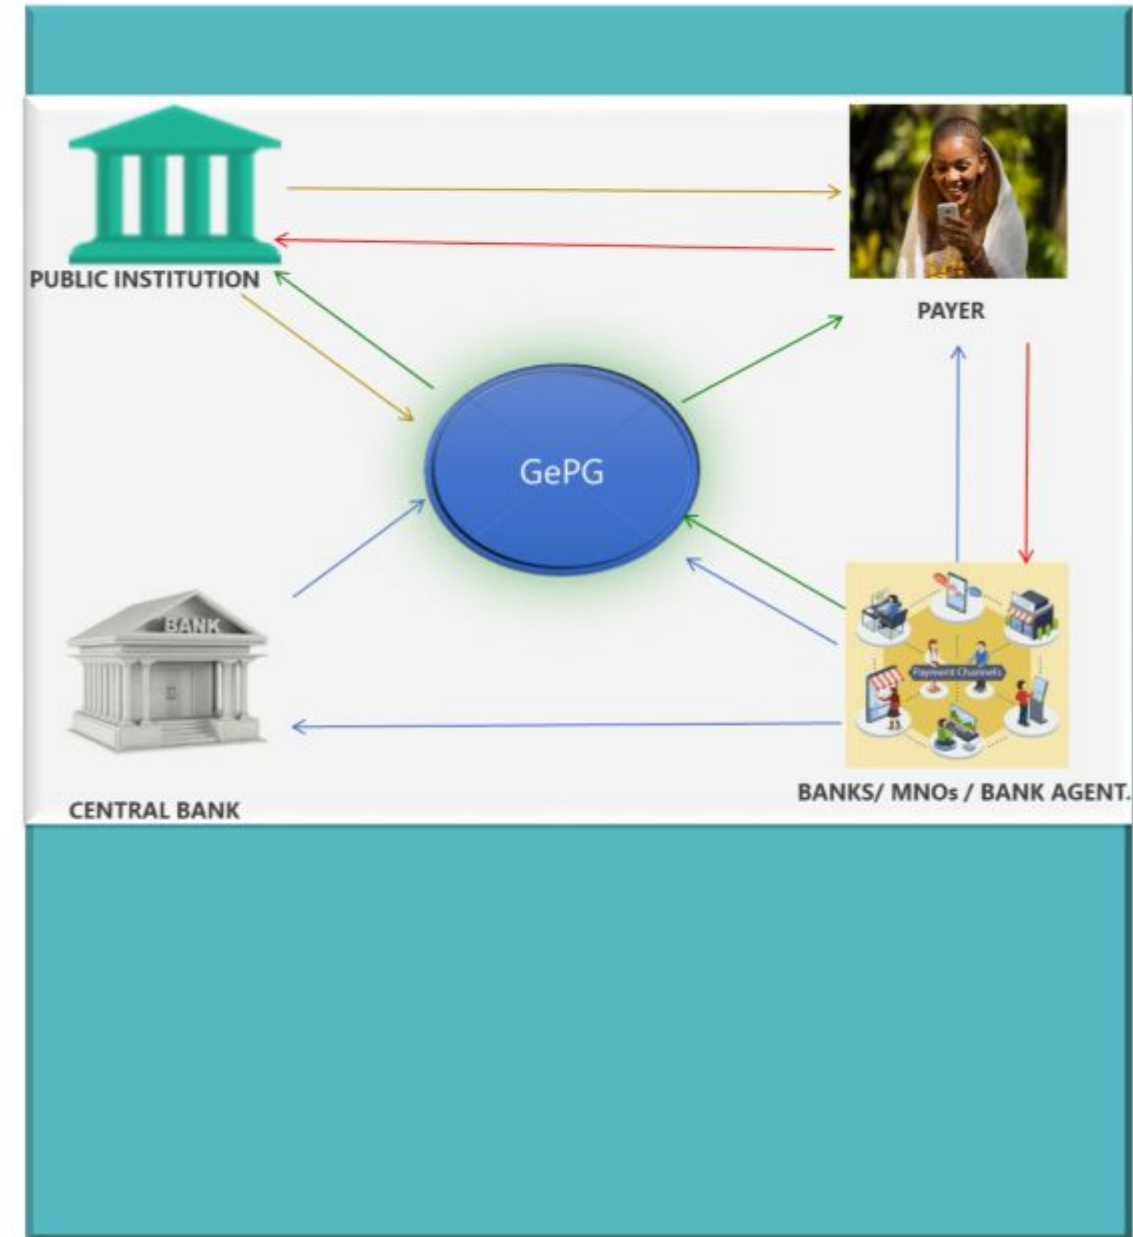 PUBLIC INSTITUTION
PAYER
GePG
BANK
Payment Channels
CENTRAL BANK
BANKS/ MNOs / BANK AGENT.